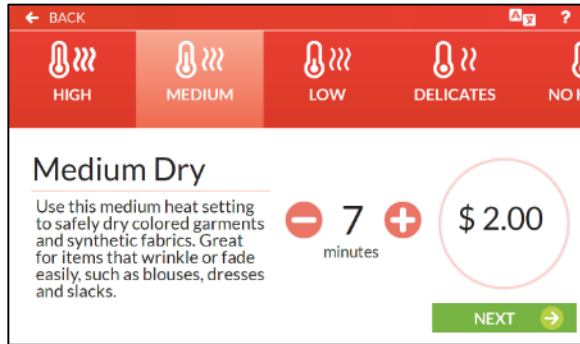 BACK
?
HIGH
MEDIUM
LOW
DELICATES
Medium Dry
Use this medium heat setting
to safely dry colored garments
and synthetic fabrics. Great
for items that wrinkle or fade
easily, such as blouses, dresses
and slacks.
7
minutes
$ 2.00
NEXT